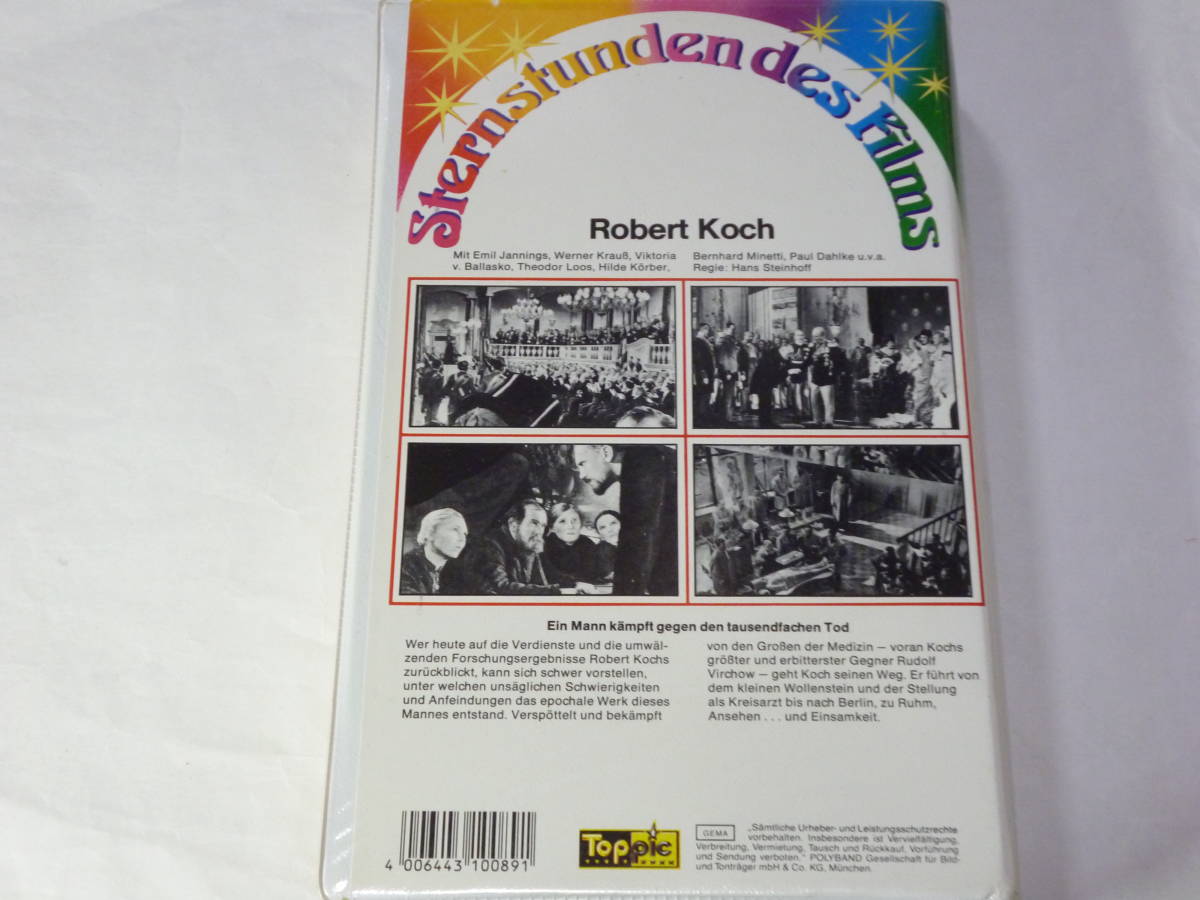 Sternstunden des Films
Robert Koch
Mit Emil Jannings, Werner Krauß, Viktoria
v. Ballasko, Theodor Loos, Hilde Körber,
Bernhard Minetti, Paul Dahlke u.v.a.
Regie: Hans Steinhoff
Ein Mann kämpft gegen den tausendfachen Tod
Wer heute auf die Verdienste und die umwäl-
zenden Forschungsergebnisse Robert Kochs
zurückblickt, kann sich schwer vorstellen,
unter welchen unsäglichen Schwierigkeiten
und Anfeindungen das epochale Werk dieses
Mannes entstand. Verspöttelt und bekämpft
von den Großen der Medizin – voran Kochs
größter und erbitterster Gegner Rudolf
Virchow – geht Koch seinen Weg. Er führt von
dem kleinen Wollenstein und der Stellung
als Kreisarzt bis nach Berlin, zu Ruhm,
Ansehen . . . und Einsamkeit.
4 006443 100891
Toppic
GEMA
„Sämtliche Urheber- und Leistungsschutzrechte
vorbehalten. Insbesondere ist Vervielfältigung,
Verbreitung, Vermietung, Tausch und Rückkauf, Vorführung
und Sendung verboten." POLYBAND Gesellschaft für Bild-
und Tonträger mbH & Co. KG, München.